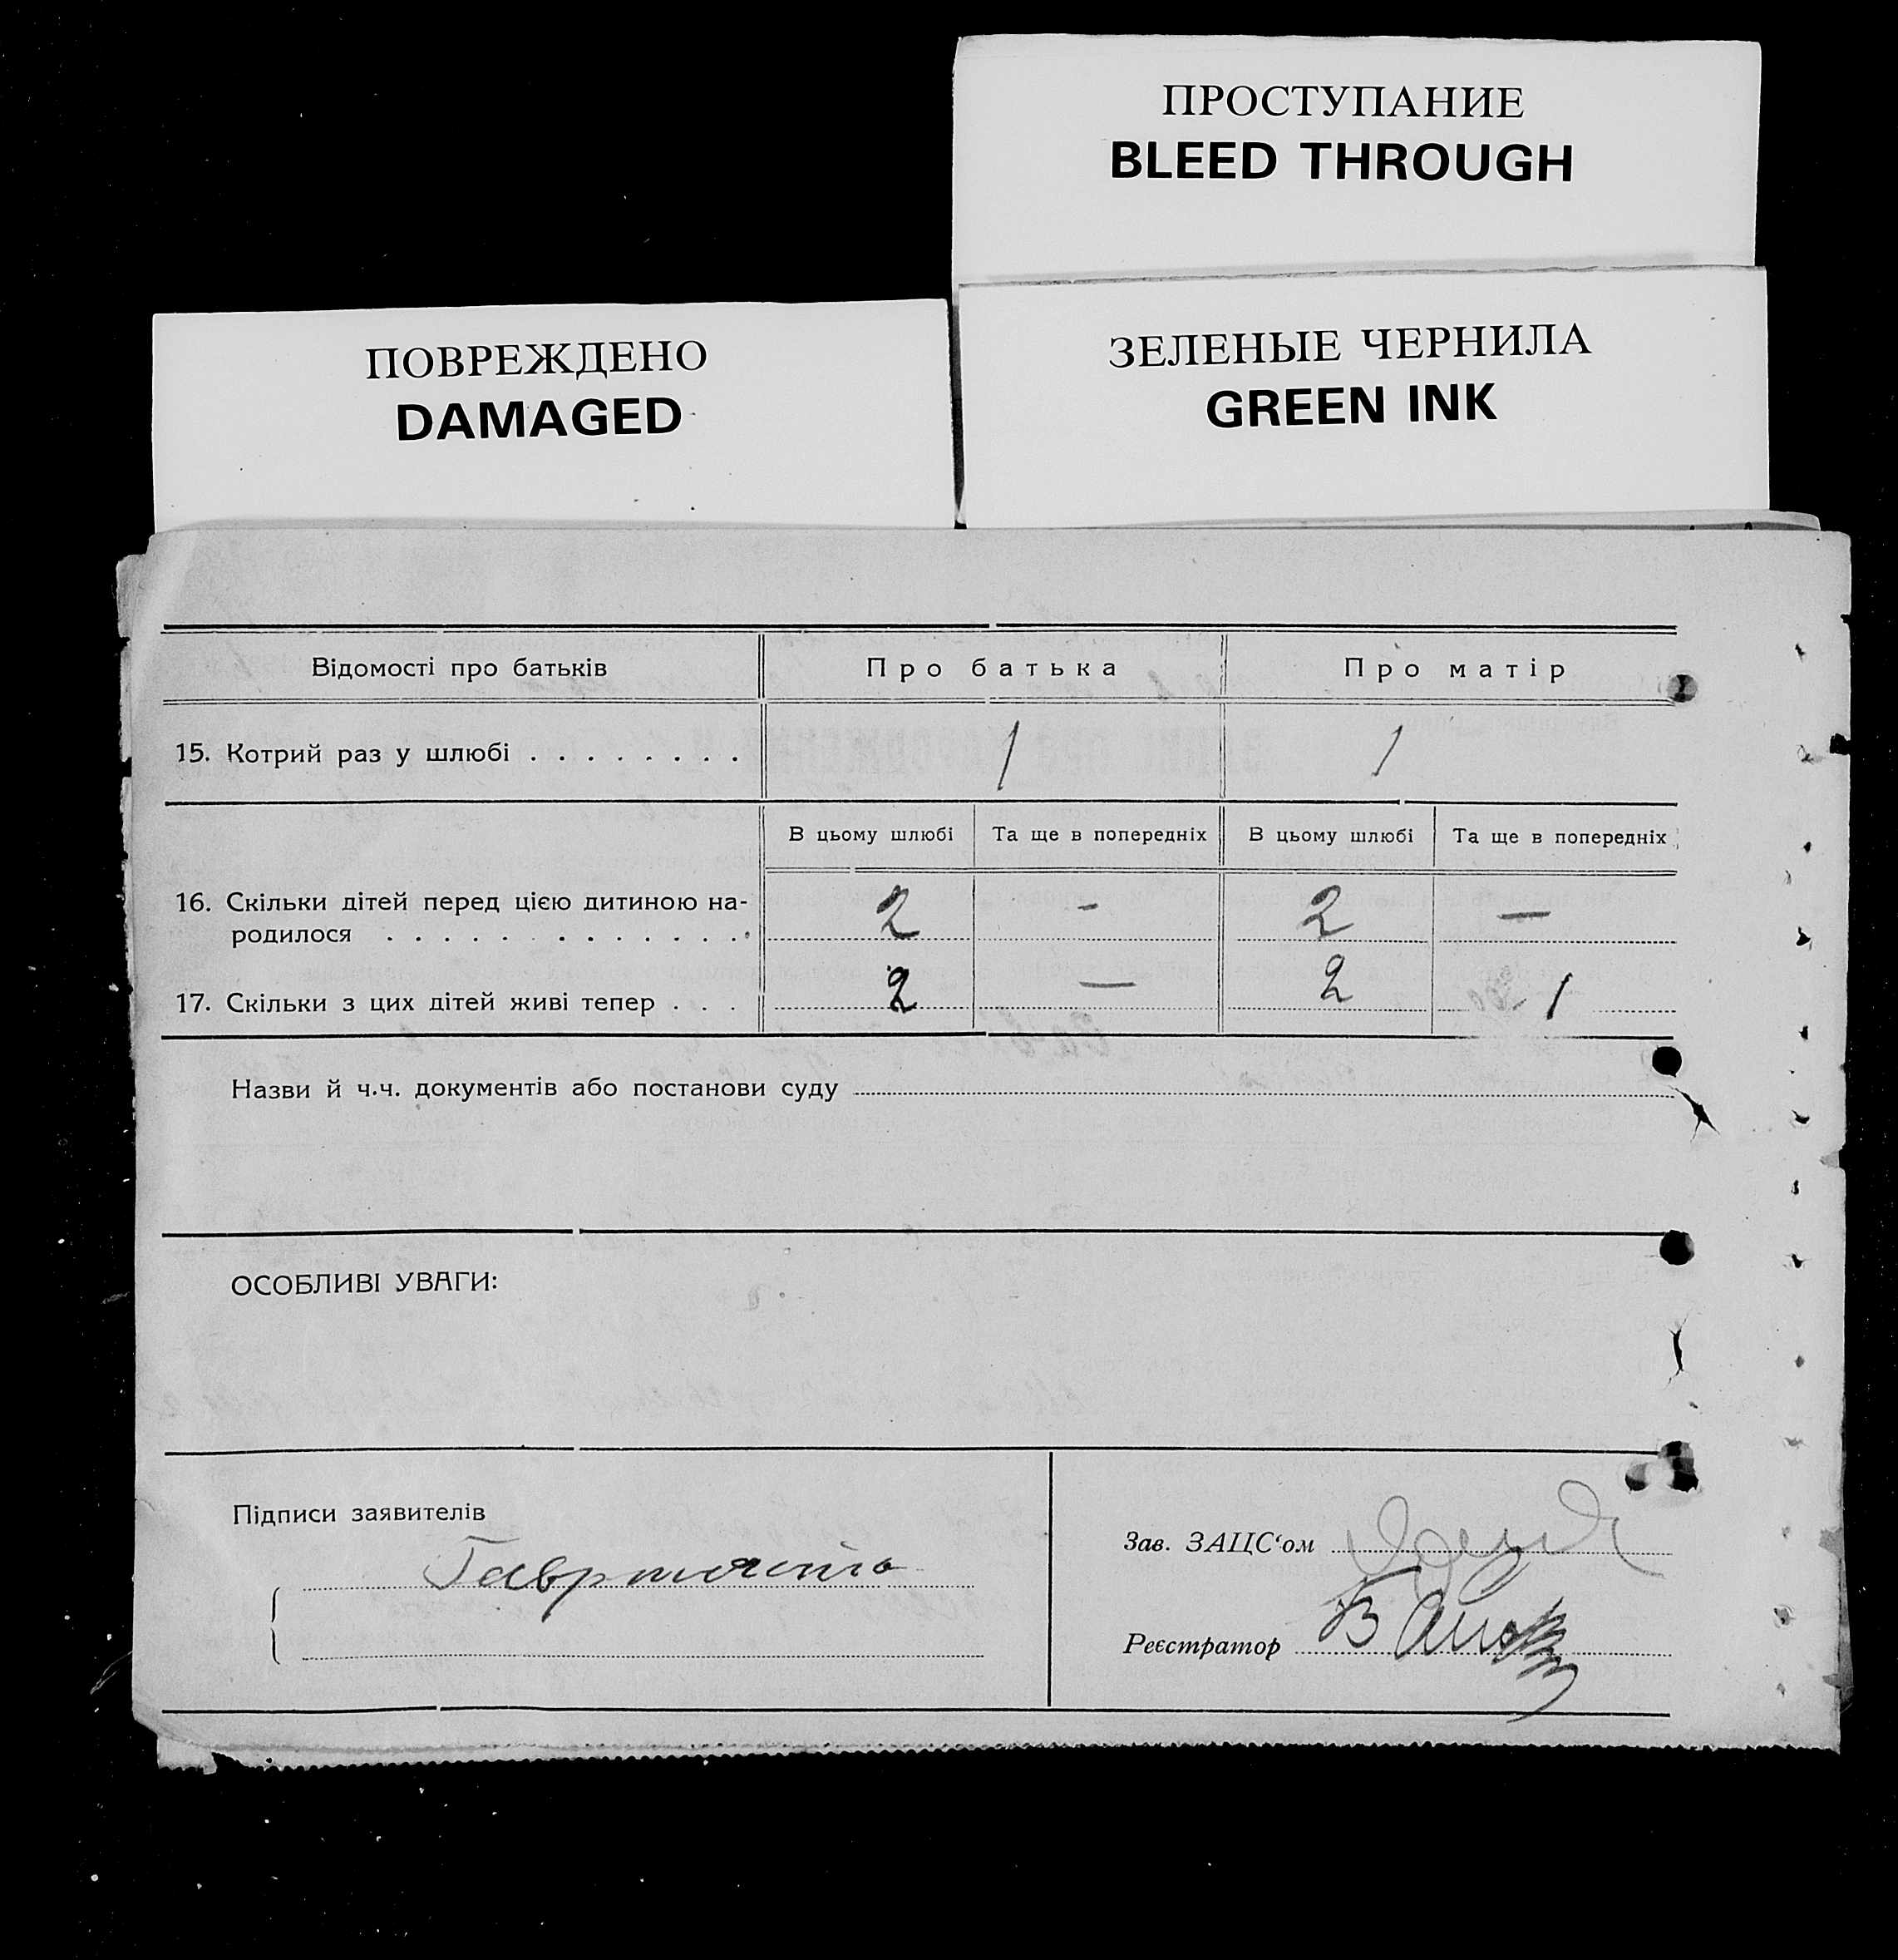 ПРОСТУПАНИЕ
BLEED THROUGH
ПОВРЕЖДЕНО
DAMAGED
ЗЕЛЕНЫЕ ЧЕРНИЛА
GREEN INK
Відомості про батьків Про батька Про матір
15. Котрий раз у шлюбі . . . . . . . . 1 1
В цьому шлюбі Та ще в попередніх В цьому шлюбі Та ще в попередніх
16. Скільки дітей перед цією дитиною на-
родилося . . . . . . . . . . . . . . 2 - 2 —
17. Скільки з цих дітей живі тепер . . . 2 — 2 1
Назви й ч.ч. документів або постанови суду
ОСОБЛИВІ УВАГИ:
Підписи заявителів
Зав. ЗАЦС‘ом
Реєстратор